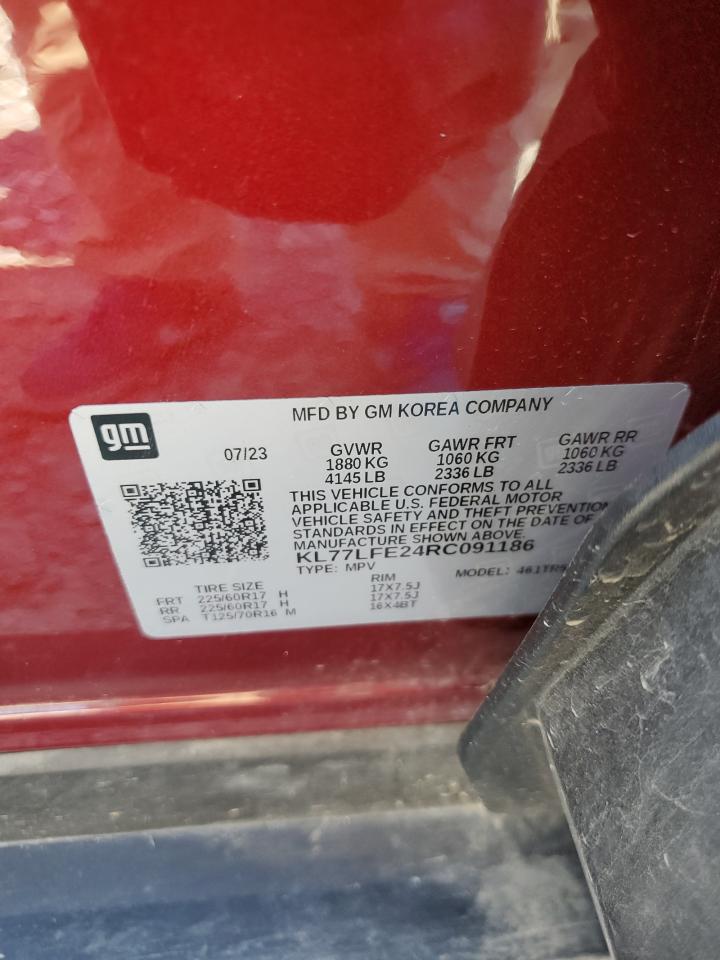 MFD BY GM KOREA COMPANY
gm
07/23
GVWR GAWR FRT GAWR RR
1880 KG 1060 KG 1060 KG
4145 LB 2336 LB 2336 LB
THIS VEHICLE CONFORMS TO ALL
APPLICABLE U.S. FEDERAL MOTOR
VEHICLE SAFETY AND THEFT PREVENTION
STANDARDS IN EFFECT ON THE DATE OF
MANUFACTURE SHOWN ABOVE.
KL77LFE24RC091186
TYPE: MPV MODEL:
TIRE SIZE RIM
FRT 225/60R17 H 17X7.5J
RR 225/60R17 H 17X7.5J
SPA T125/70R16 M 16X4BT